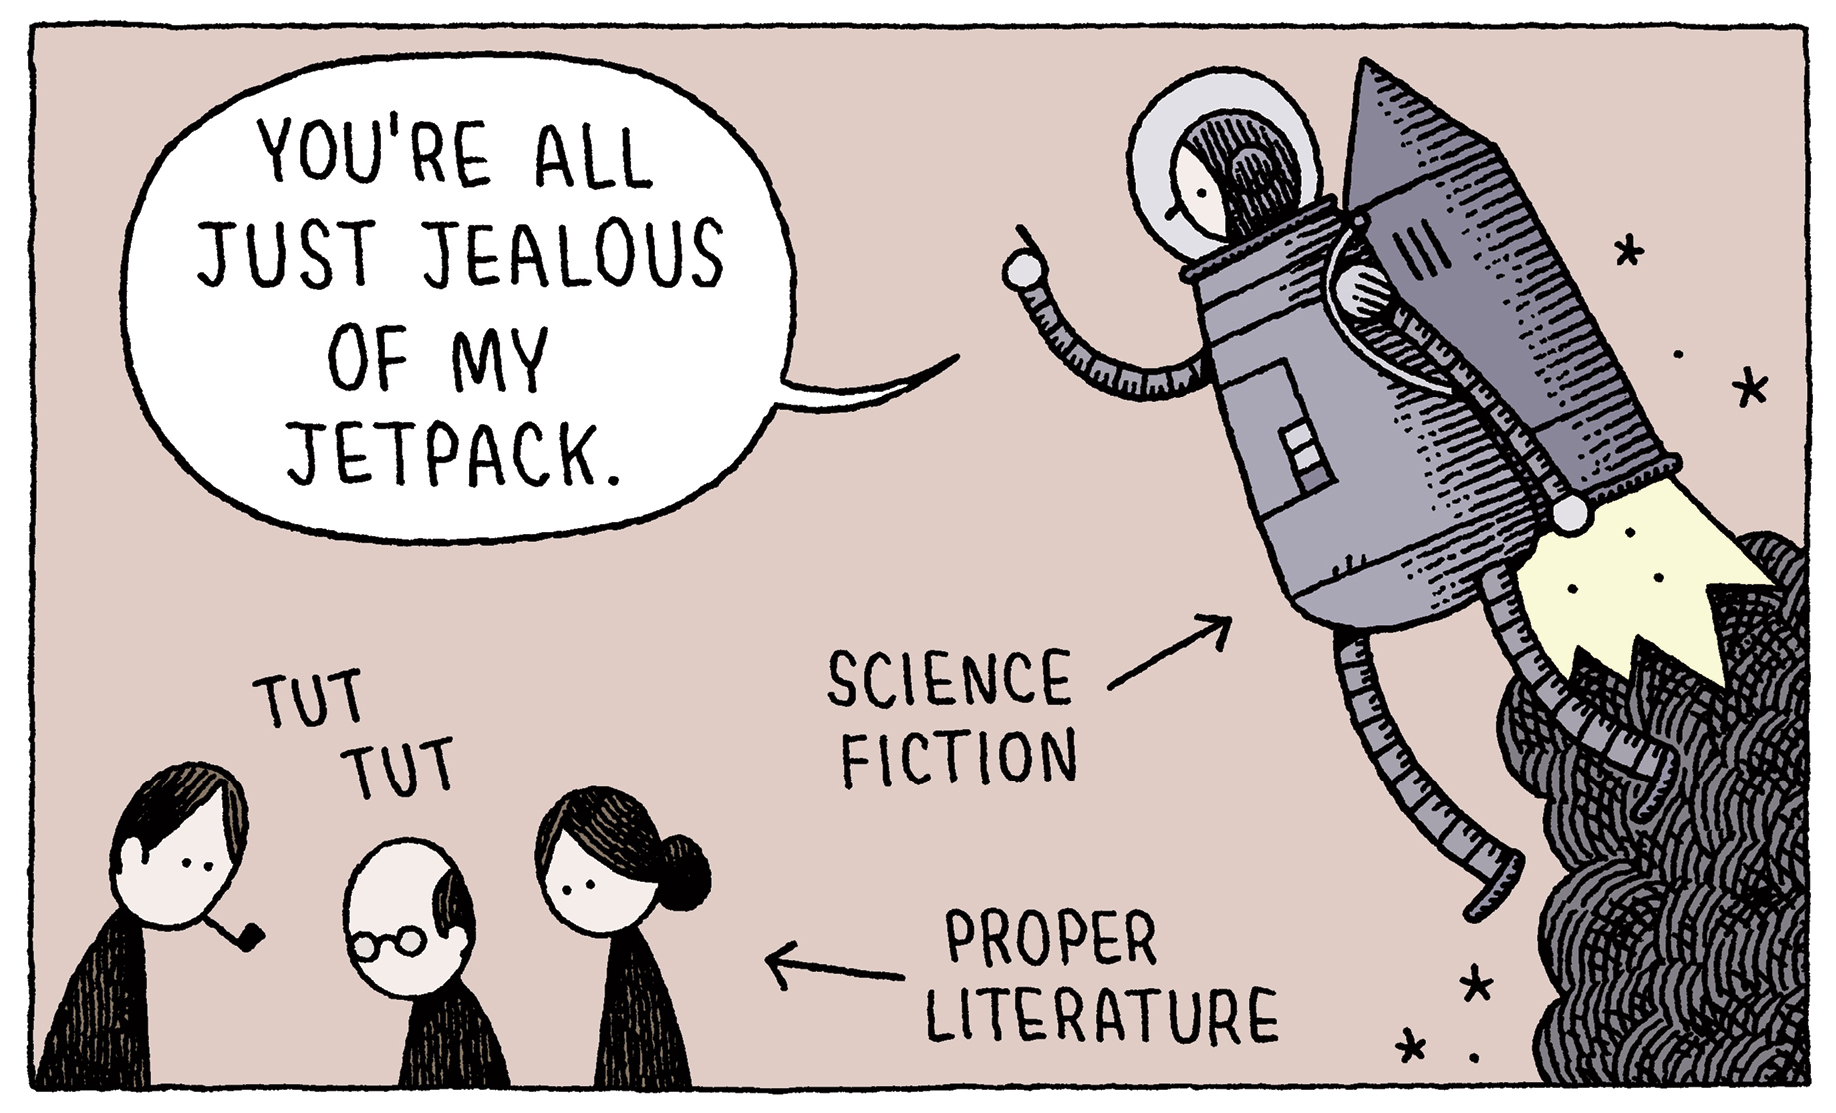 YOU'RE ALL
JUST JEALOUS
OF MY
JETPACK.
TUT
TUT
SCIENCE
FICTION
PROPER
LITERATURE